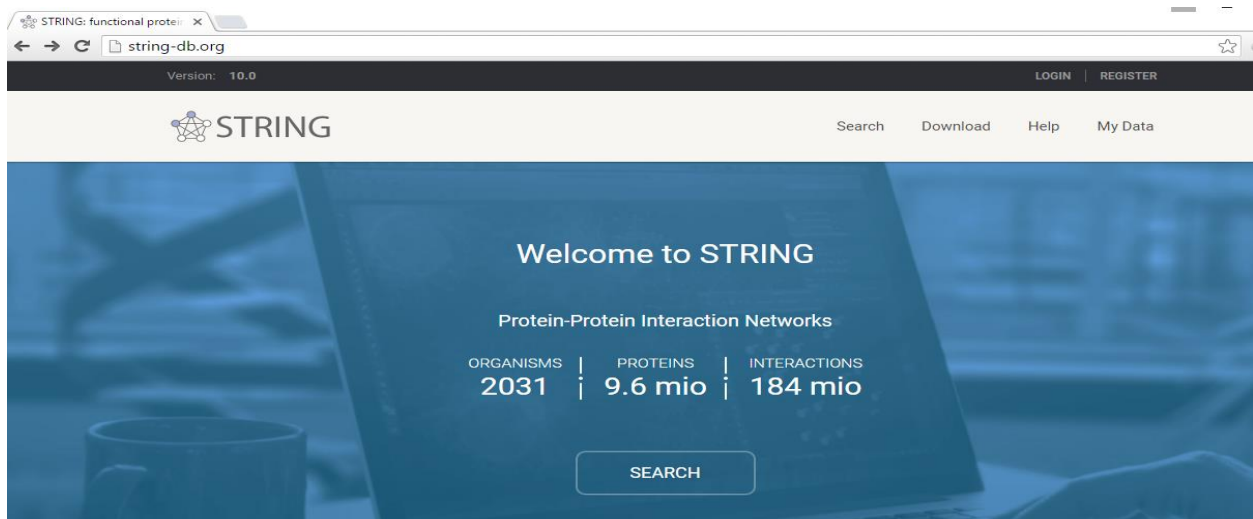 STRING: functional protei
string-db.org
Version: 10.0 LOGIN | REGISTER
STRING Search Download Help My Data
Welcome to STRING
Protein-Protein Interaction Networks
ORGANISMS | PROTEINS | INTERACTIONS
2031 | 9.6 mio | 184 mio
SEARCH